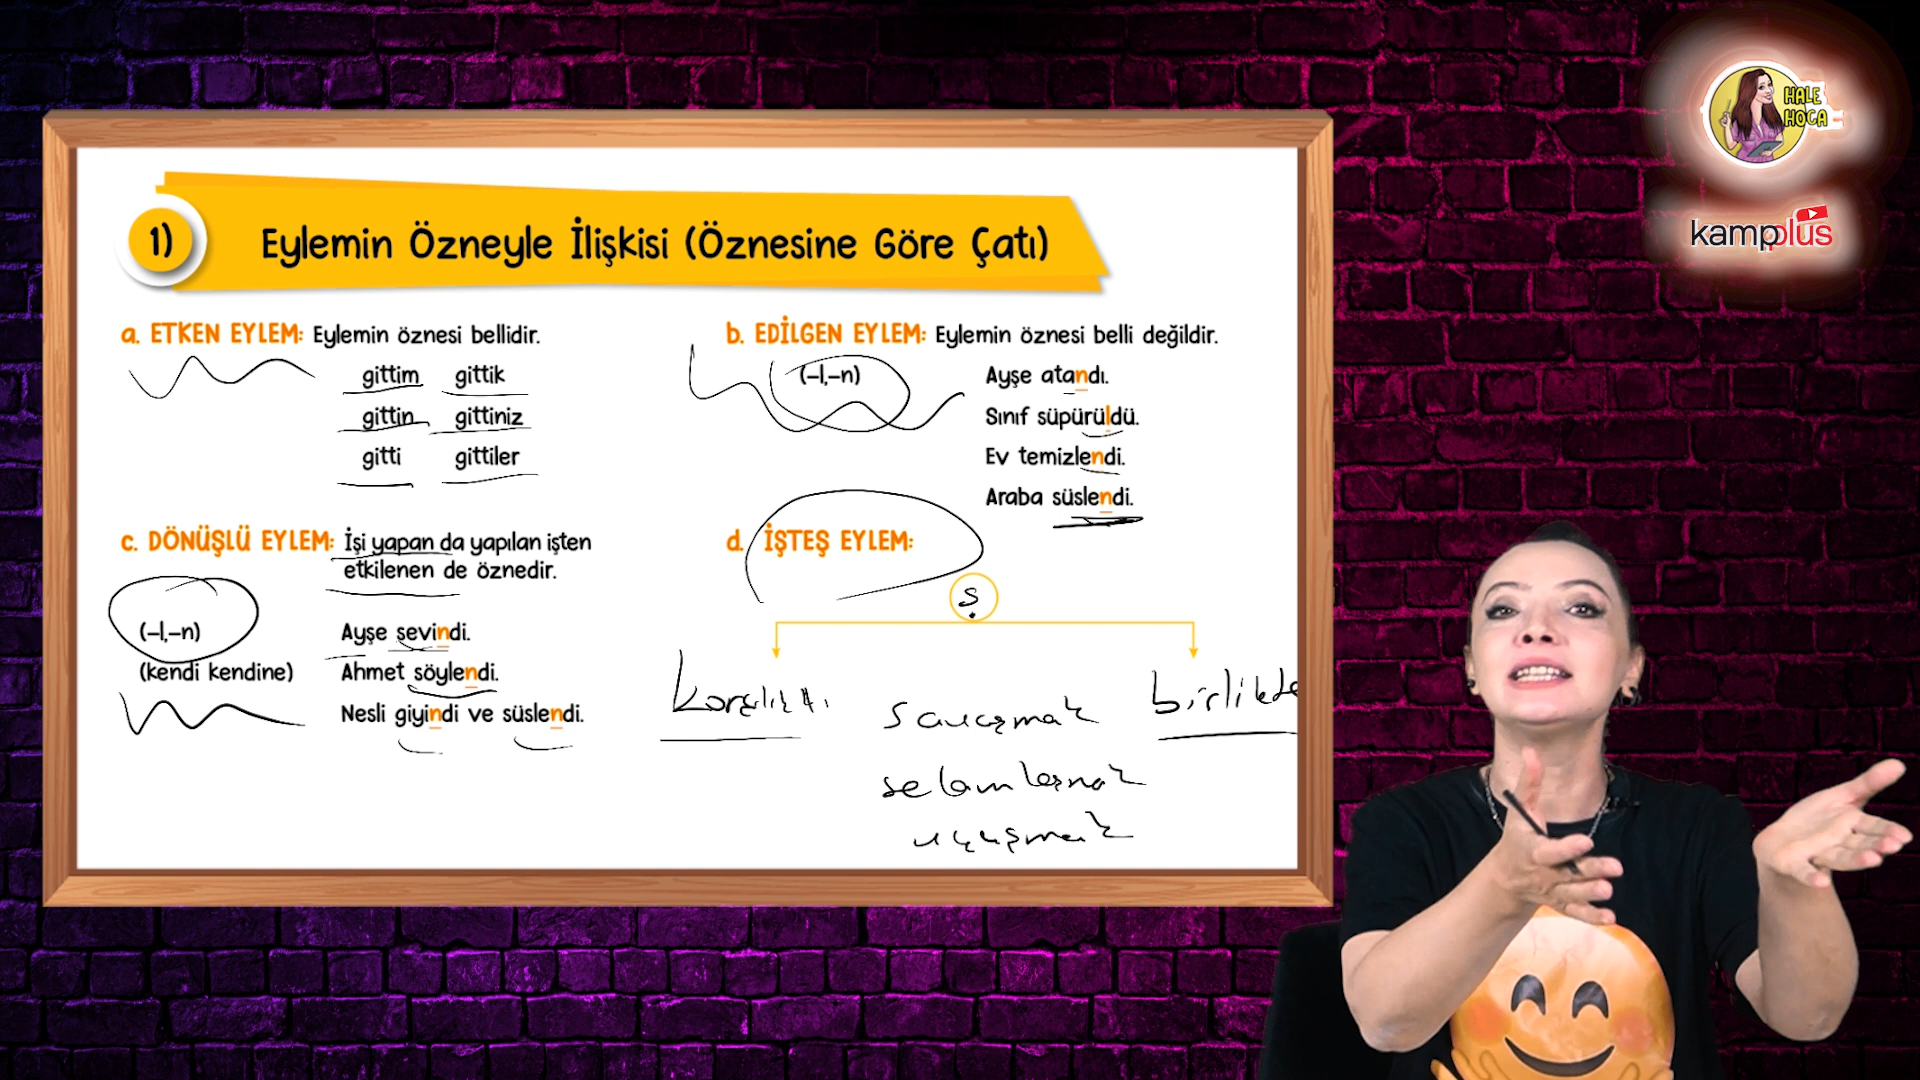 1) Eylemin Özneyle İlişkisi (Öznesine Göre Çatı)
a. ETKEN EYLEM: Eylemin öznesi bellidir.
gittim gittik
gittin gittiniz
gitti gittiler
b. EDİLGEN EYLEM: Eylemin öznesi belli değildir.
(-l,-n) Ayşe atandı.
Sınıf süpürüldü.
Ev temizlendi.
Araba süslendi.
c. DÖNÜŞLÜ EYLEM: İşi yapan da yapılan işten
etkilenen de öznedir.
(-l,-n) Ayşe sevindi.
(kendi kendine) Ahmet söylendi.
Nesli giyindi ve süslendi.
d. İŞTEŞ EYLEM:
ş
karşılıklı
birlikte
savaşmak
selamlaşmak
uçuşmak
HALE
HOCA
kampplus